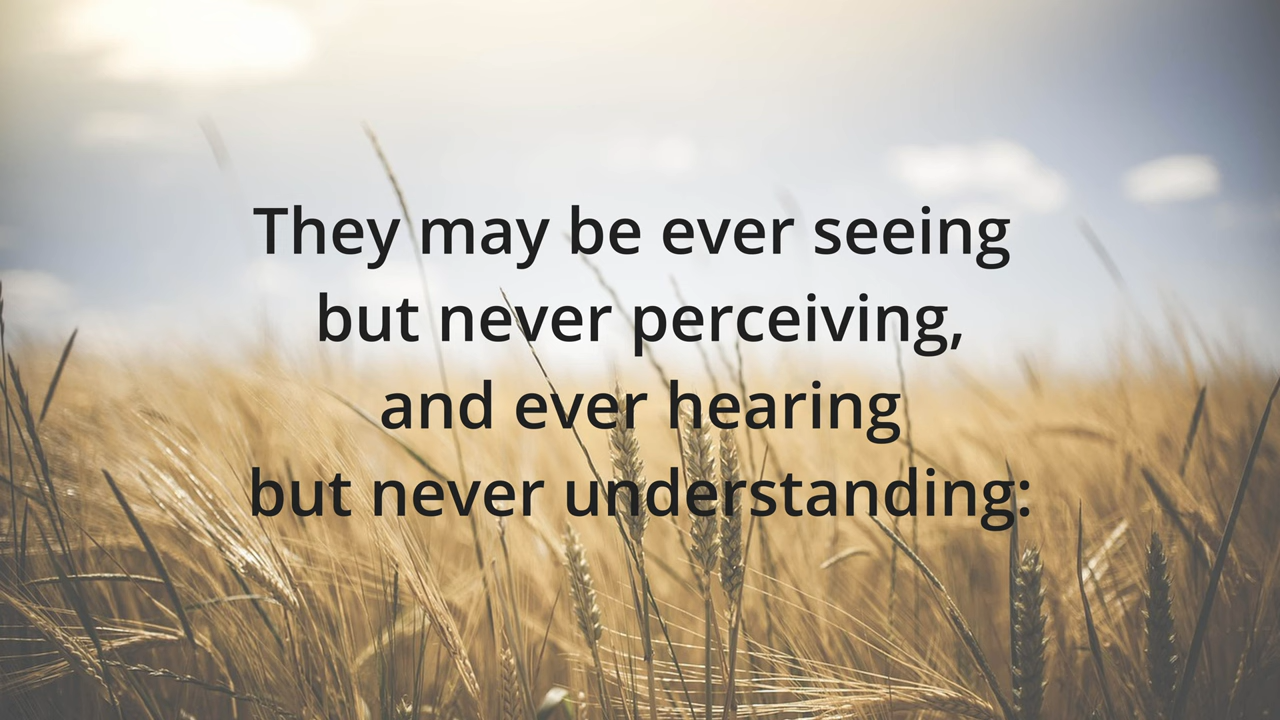 They may be ever seeing
but never perceiving,
and ever hearing
but never understanding: